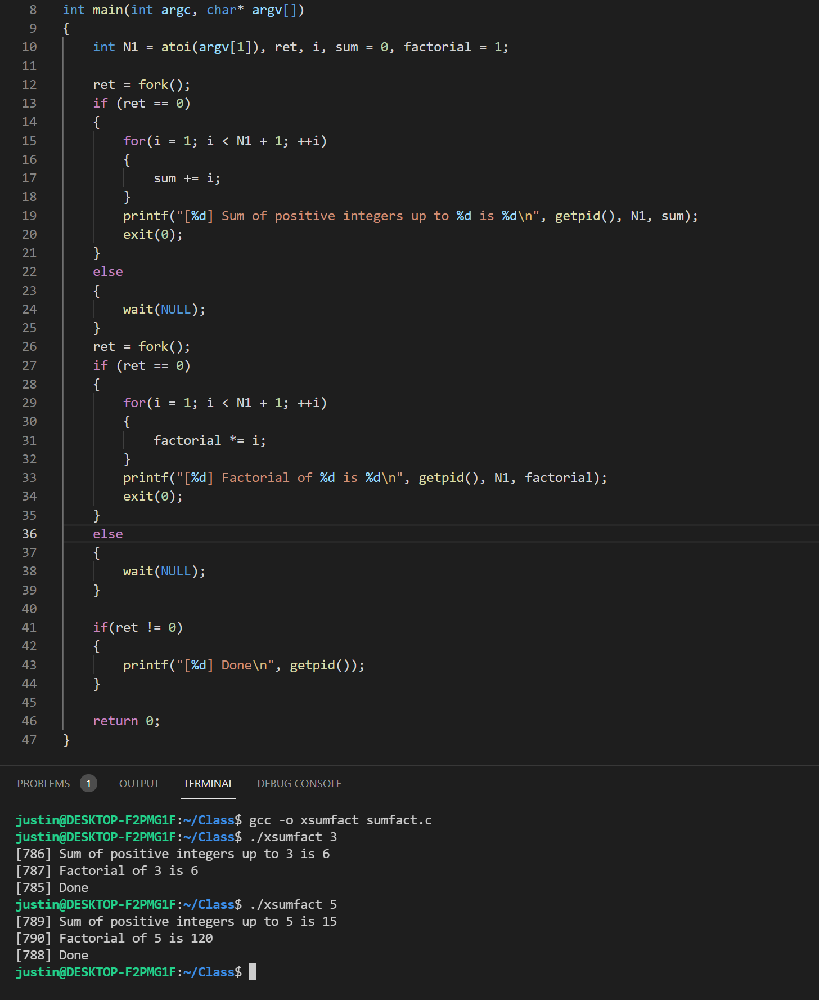 8 int main(int argc, char* argv[])
9 {
10 int N1 = atoi(argv[1]), ret, i, sum = 0, factorial = 1;
11
12 ret = fork();
13 if (ret == 0)
14 {
15 for(i = 1; i < N1 + 1; ++i)
16 {
17 sum += i;
18 }
19 printf("[%d] Sum of positive integers up to %d is %d\n", getpid(), N1, sum);
20 exit(0);
21 }
22 else
23 {
24 wait(NULL);
25 }
26 ret = fork();
27 if (ret == 0)
28 {
29 for(i = 1; i < N1 + 1; ++i)
30 {
31 factorial *= i;
32 }
33 printf("[%d] Factorial of %d is %d\n", getpid(), N1, factorial);
34 exit(0);
35 }
36 else
37 {
38 wait(NULL);
39 }
40
41 if(ret != 0)
42 {
43 printf("[%d] Done\n", getpid());
44 }
45
46 return 0;
47 }
PROBLEMS 1 OUTPUT TERMINAL DEBUG CONSOLE
justin@DESKTOP-F2PMG1F:~/Class$ gcc -o xsumfact sumfact.c
justin@DESKTOP-F2PMG1F:~/Class$ ./xsumfact 3
[786] Sum of positive integers up to 3 is 6
[787] Factorial of 3 is 6
[785] Done
justin@DESKTOP-F2PMG1F:~/Class$ ./xsumfact 5
[789] Sum of positive integers up to 5 is 15
[790] Factorial of 5 is 120
[788] Done
justin@DESKTOP-F2PMG1F:~/Class$